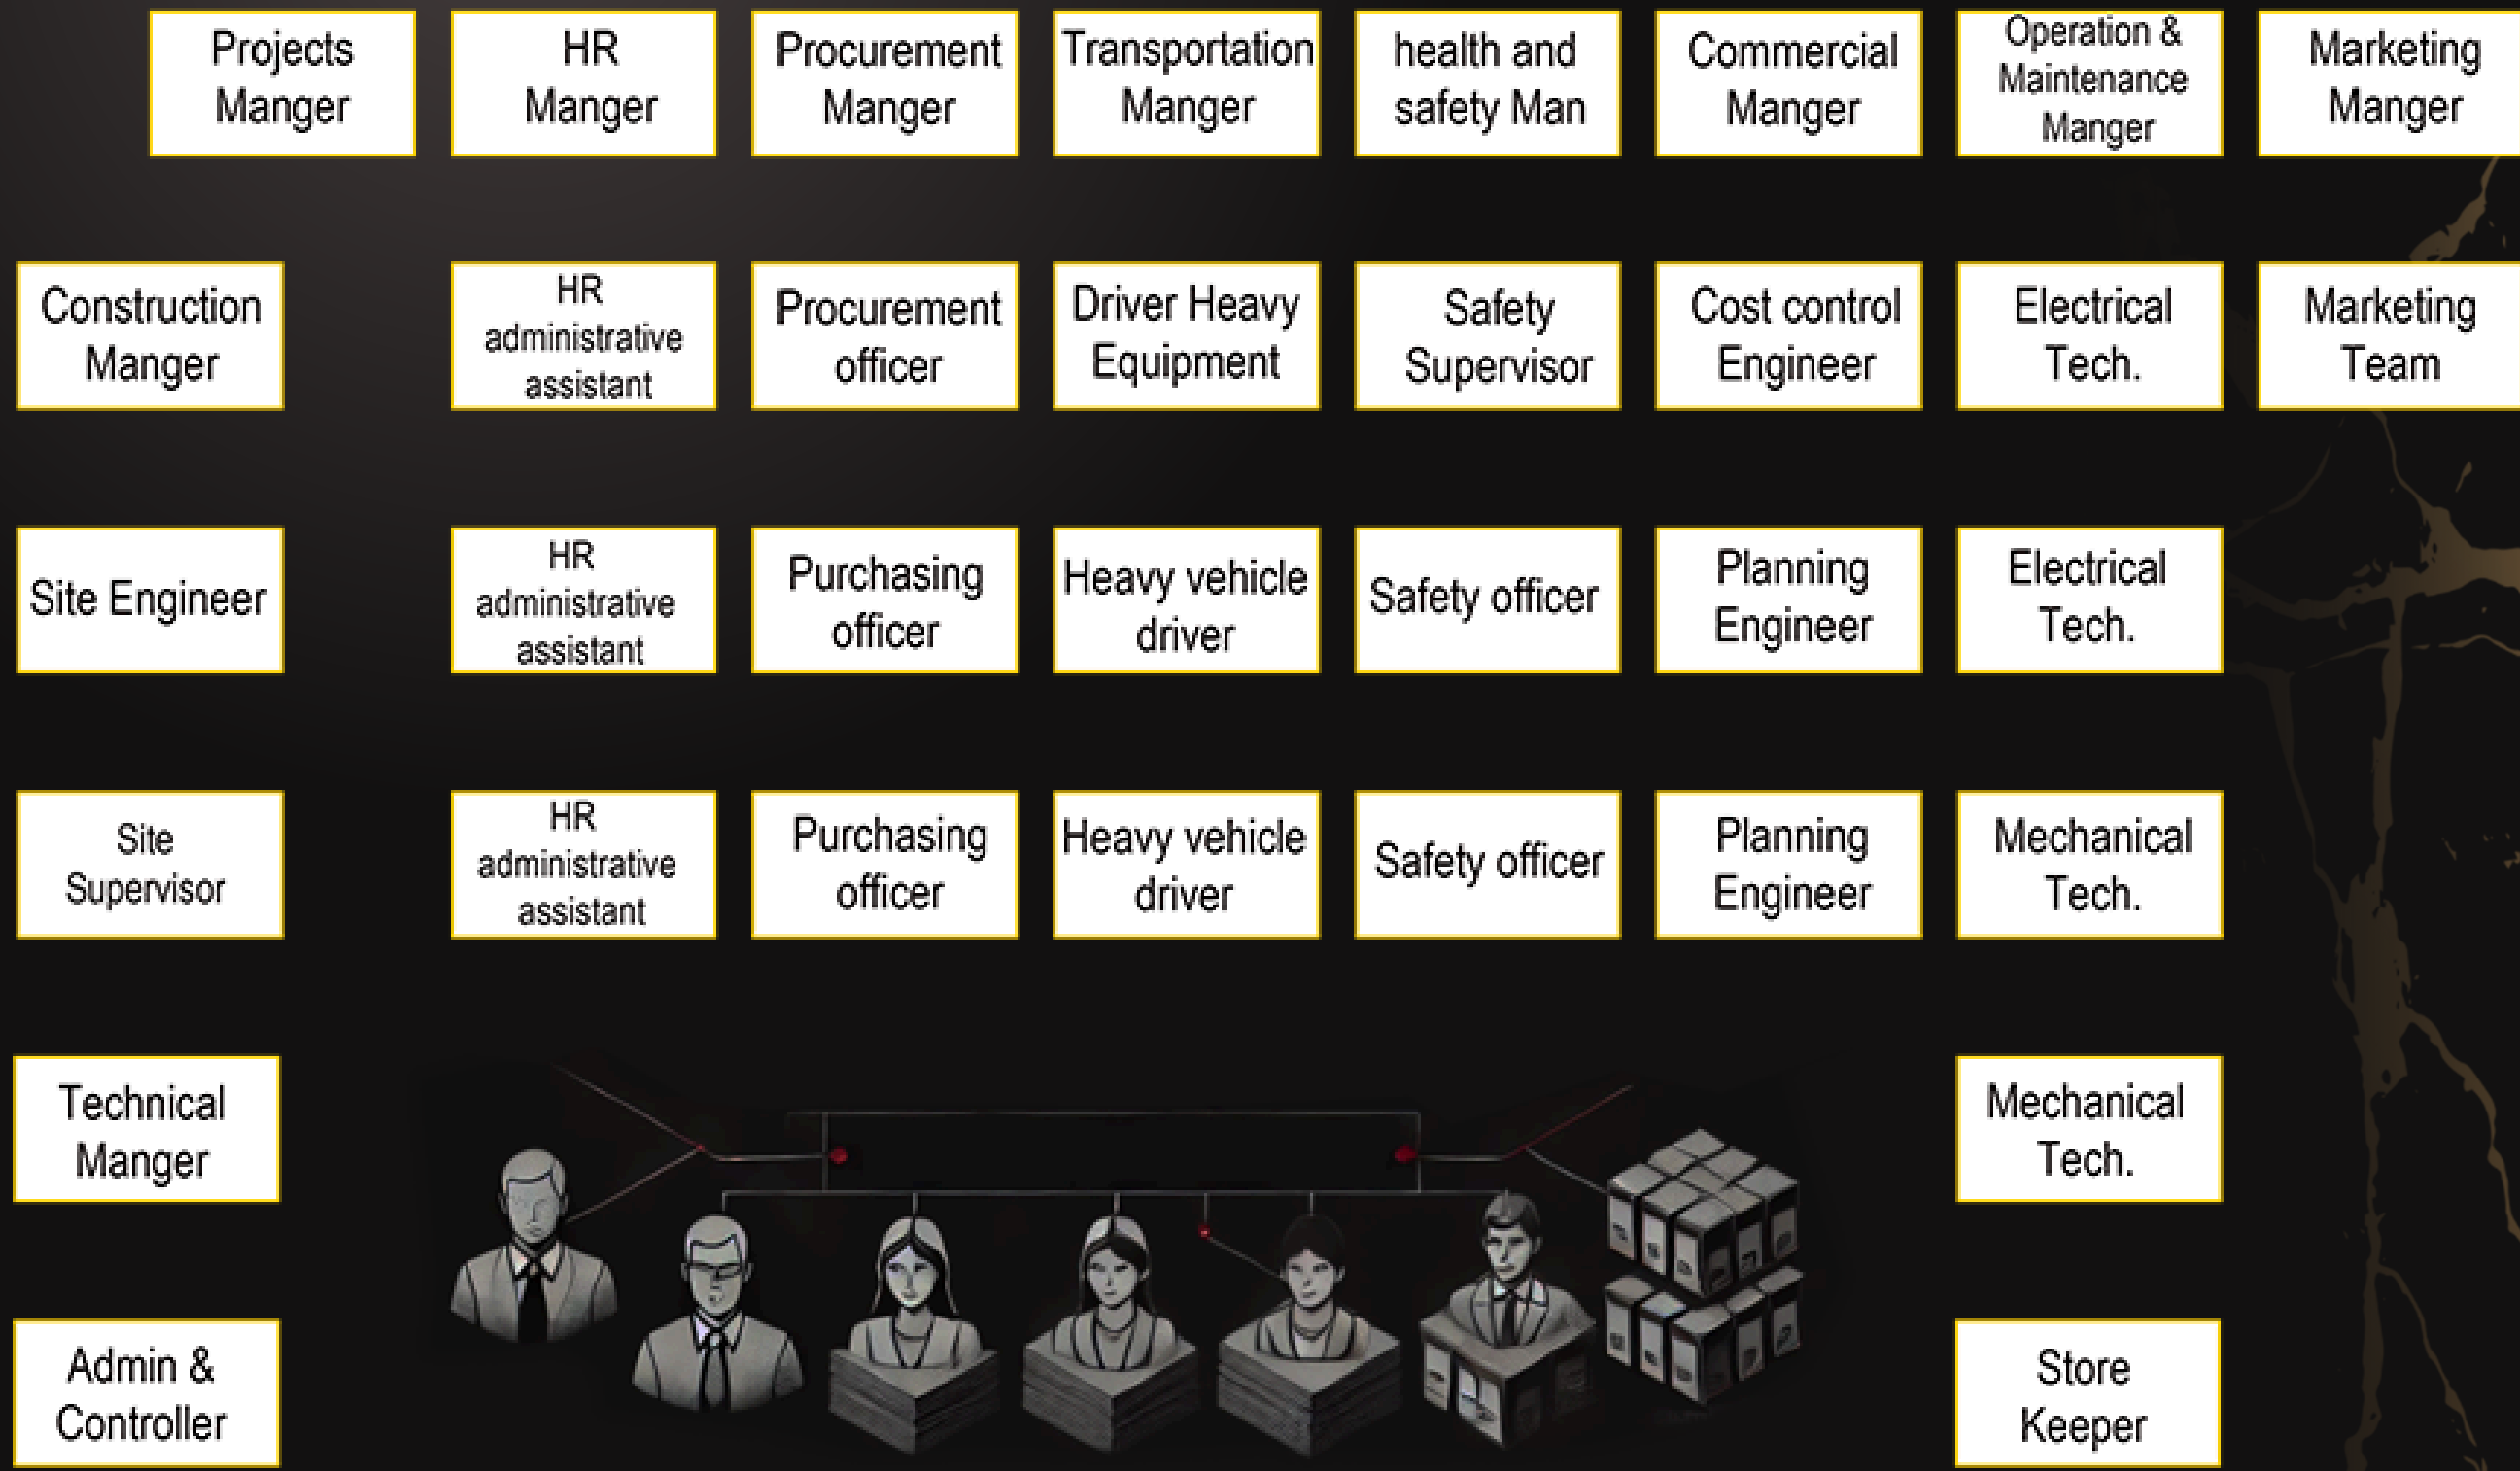 Projects
Manger
HR
Manger
Procurement
Manger
Transportation
Manger
health and
safety Man
Commercial
Manger
Operation &
Maintenance
Manger
Marketing
Manger
Construction
Manger
HR
administrative
assistant
Procurement
officer
Driver Heavy
Equipment
Safety
Supervisor
Cost control
Engineer
Electrical
Tech.
Marketing
Team
Site Engineer
HR
administrative
assistant
Purchasing
officer
Heavy vehicle
driver
Safety officer
Planning
Engineer
Electrical
Tech.
Site
Supervisor
HR
administrative
assistant
Purchasing
officer
Heavy vehicle
driver
Safety officer
Planning
Engineer
Mechanical
Tech.
Technical
Manger
Mechanical
Tech.
Admin &
Controller
Store
Keeper